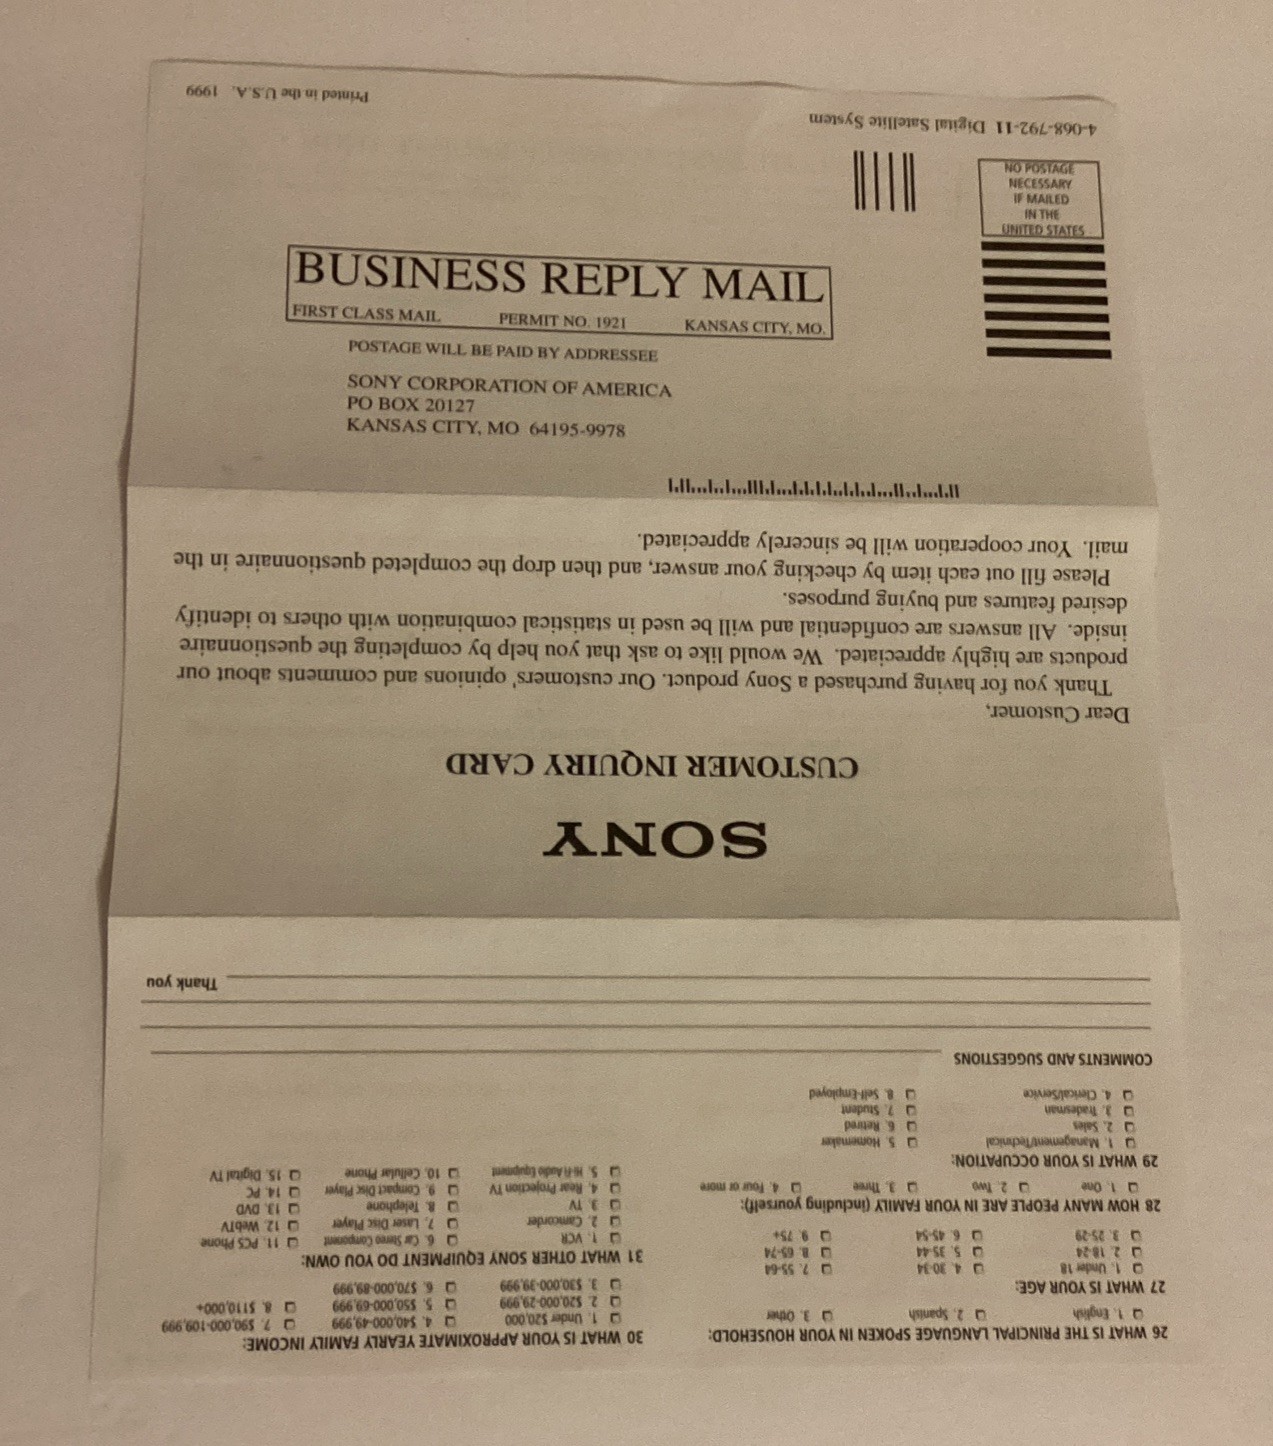 Printed in the U.S.A. 1999
4-068-792-11 Digital Satellite System
NO POSTAGE
NECESSARY
IF MAILED
IN THE
UNITED STATES
BUSINESS REPLY MAIL
FIRST CLASS MAIL PERMIT NO. 1921 KANSAS CITY, MO.
POSTAGE WILL BE PAID BY ADDRESSEE
SONY CORPORATION OF AMERICA
PO BOX 20127
KANSAS CITY, MO 64195-9978
SONY
CUSTOMER INQUIRY CARD
Dear Customer,
Thank you for having purchased a Sony product. Our customers' opinions and comments about our
products are highly appreciated. We would like to ask that you help by completing the questionnaire
inside. All answers are confidential and will be used in statistical combination with others to identify
desired features and buying purposes.
Please fill out each item by checking your answer, and then drop the completed questionnaire in the
mail. Your cooperation will be sincerely appreciated.
26 WHAT IS THE PRINCIPAL LANGUAGE SPOKEN IN YOUR HOUSEHOLD:
1. English 2. Spanish 3. Other
27 WHAT IS YOUR AGE:
1. Under 18 4. 30-34 7. 55-64
2. 18-24 5. 35-44 8. 65-74
3. 25-29 6. 45-54 9. 75+
28 HOW MANY PEOPLE ARE IN YOUR FAMILY (including yourself):
1. One 2. Two 3. Three 4. Four or more
29 WHAT IS YOUR OCCUPATION:
1. Management/Technical 5. Homemaker
2. Sales 6. Retired
3. Tradesman 7. Student
4. Clerical/Service 8. Self-Employed
30 WHAT IS YOUR APPROXIMATE YEARLY FAMILY INCOME:
1. Under $20,000 4. $40,000-49,999 7. $90,000-109,999
2. $20,000-29,999 5. $50,000-69,999 8. $110,000+
3. $30,000-39,999 6. $70,000-89,999
31 WHAT OTHER SONY EQUIPMENT DO YOU OWN:
1. VCR 6. Car Stereo Component 11. PCS Phone
2. Camcorder 7. Laser Disc Player 12. WebTV
3. TV 8. Telephone 13. DVD
4. Rear Projection TV 9. Compact Disc Player 14. PC
5. Hi-Fi Audio Equipment 10. Cellular Phone 15. Digital TV
COMMENTS AND SUGGESTIONS
Thank you